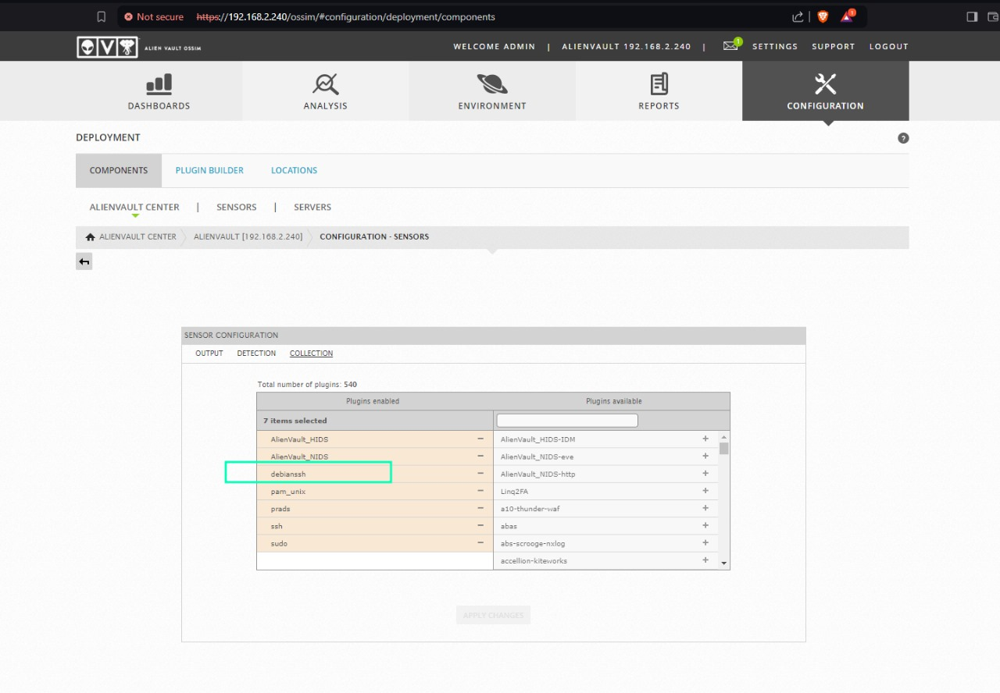 Not secure https://192.168.2.240/ossim/#configuration/deployment/components 1
V ALIEN VAULT OSSIM WELCOME ADMIN | ALIENVAULT 192.168.2.240 | 1 SETTINGS SUPPORT LOGOUT
DASHBOARDS ANALYSIS ENVIRONMENT REPORTS CONFIGURATION
DEPLOYMENT ?
COMPONENTS PLUGIN BUILDER LOCATIONS
ALIENVAULT CENTER | SENSORS | SERVERS
ALIENVAULT CENTER ALIENVAULT [192.168.2.240] CONFIGURATION - SENSORS
SENSOR CONFIGURATION
OUTPUT DETECTION COLLECTION
Total number of plugins: 540
Plugins enabled Plugins available
7 items selected
AlienVault_HIDS − AlienVault_HIDS-IDM +
AlienVault_NIDS − AlienVault_NIDS-eve +
debianssh − AlienVault_NIDS-http +
pam_unix − Linq2FA +
prads − a10-thunder-waf +
ssh − abas +
sudo − abs-scrooge-nxlog +
accellion-kiteworks +
APPLY CHANGES